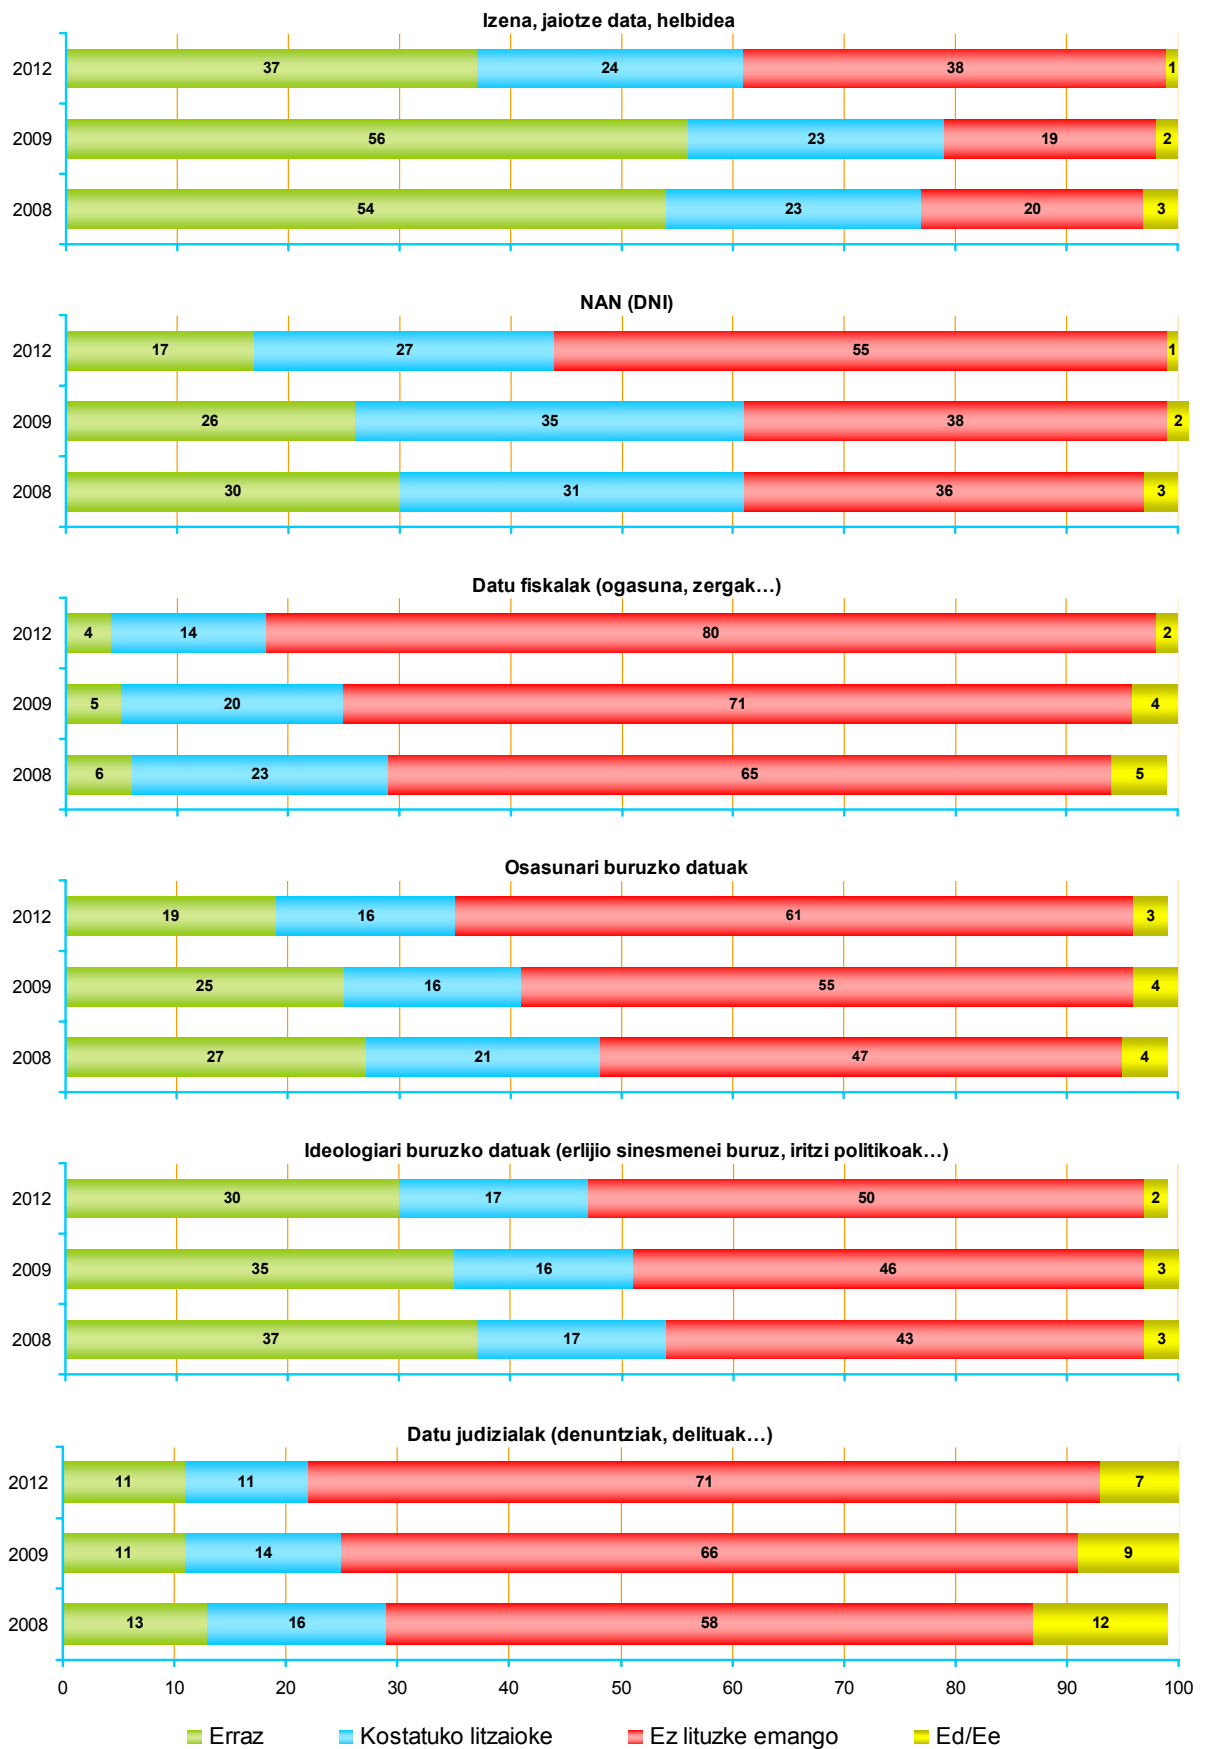 Izena, jaiotze data, helbidea
2012 37 24 38 1
2009 56 23 19 2
2008 54 23 20 3
NAN (DNI)
2012 17 27 55 1
2009 26 35 38 2
2008 30 31 36 3
Datu fiskalak (ogasuna, zergak…)
2012 4 14 80 2
2009 5 20 71 4
2008 6 23 65 5
Osasunari buruzko datuak
2012 19 16 61 3
2009 25 16 55 4
2008 27 21 47 4
Ideologiari buruzko datuak (erlijio sinesmenei buruz, iritzi politikoak…)
2012 30 17 50 2
2009 35 16 46 3
2008 37 17 43 3
Datu judizialak (denuntziak, delituak…)
2012 11 11 71 7
2009 11 14 66 9
2008 13 16 58 12
0 10 20 30 40 50 60 70 80 90 100
Erraz Kostatuko litzaioke Ez lituzke emango Ed/Ee